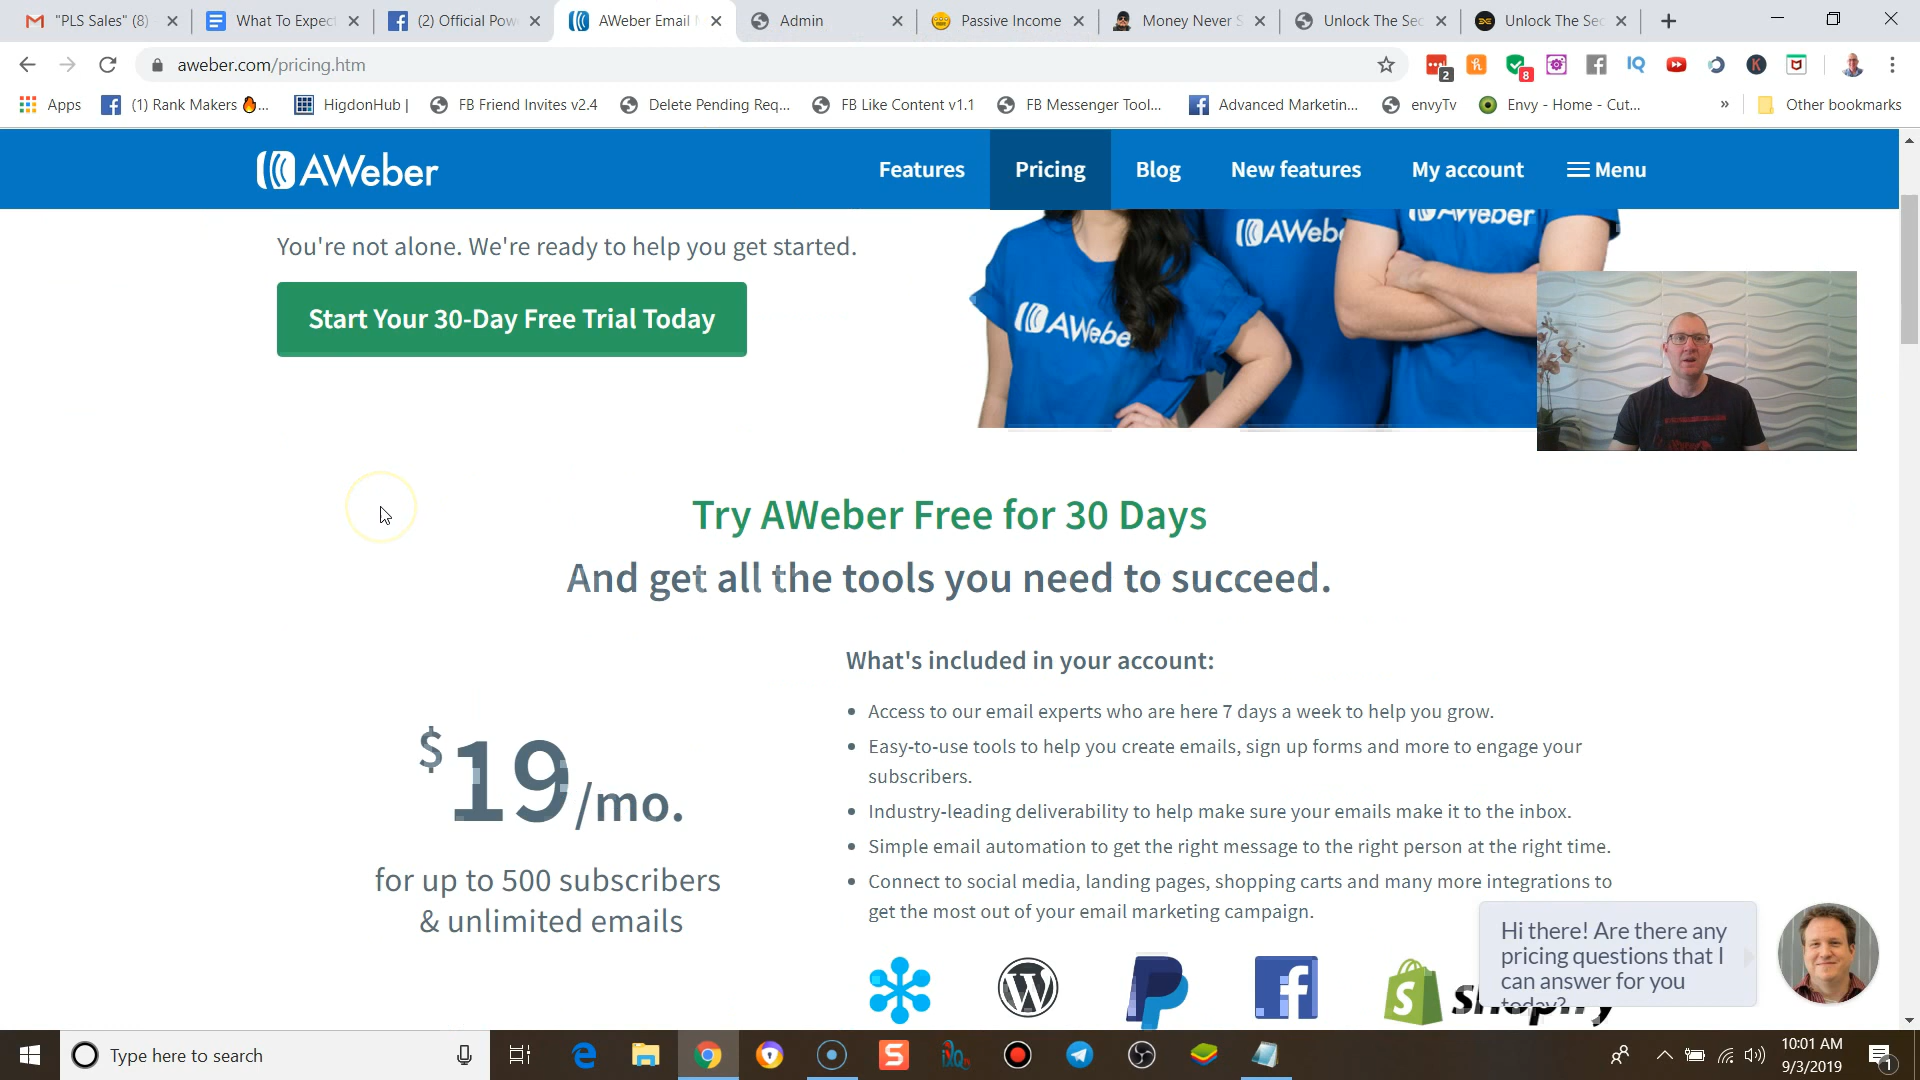 "PLS Sales" (8)
What To Expect
(2) Official Pow
AWeber Email
Admin
Passive Income
Money Never S
Unlock The Sec
Unlock The Sec
aweber.com/pricing.htm
2
8
IQ
K
Apps
(1) Rank Makers 🔥...
HigdonHub |
FB Friend Invites v2.4
Delete Pending Req...
FB Like Content v1.1
FB Messenger Tool...
Advanced Marketin...
envyTv
Envy - Home - Cut...
»
Other bookmarks
AWeber
Features
Pricing
Blog
New features
My account
Menu
You're not alone. We're ready to help you get started.
Start Your 30-Day Free Trial Today
AWeber
AWebe
AWebe
Try AWeber Free for 30 Days
And get all the tools you need to succeed.
What's included in your account:
• Access to our email experts who are here 7 days a week to help you grow.
• Easy-to-use tools to help you create emails, sign up forms and more to engage your
subscribers.
• Industry-leading deliverability to help make sure your emails make it to the inbox.
• Simple email automation to get the right message to the right person at the right time.
• Connect to social media, landing pages, shopping carts and many more integrations to
get the most out of your email marketing campaign.
$19/mo.
for up to 500 subscribers
& unlimited emails
shopify
Hi there! Are there any
pricing questions that I
can answer for you
today?
Type here to search
10:01 AM
9/3/2019
1